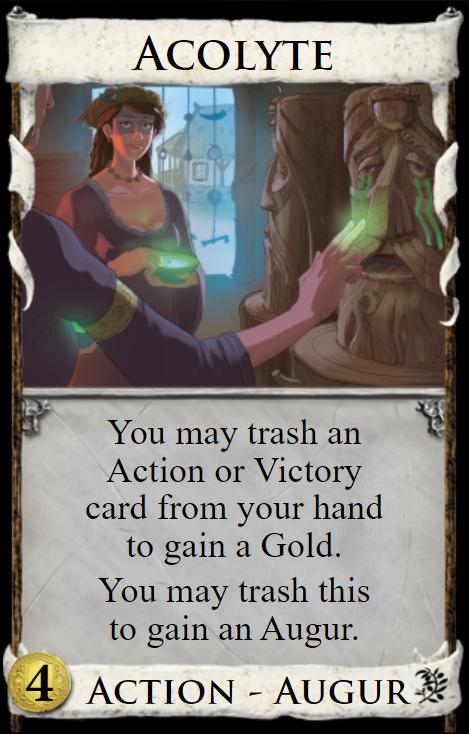 ACOLYTE
You may trash an
Action or Victory
card from your hand
to gain a Gold.
You may trash this
to gain an Augur.
4
ACTION - AUGUR